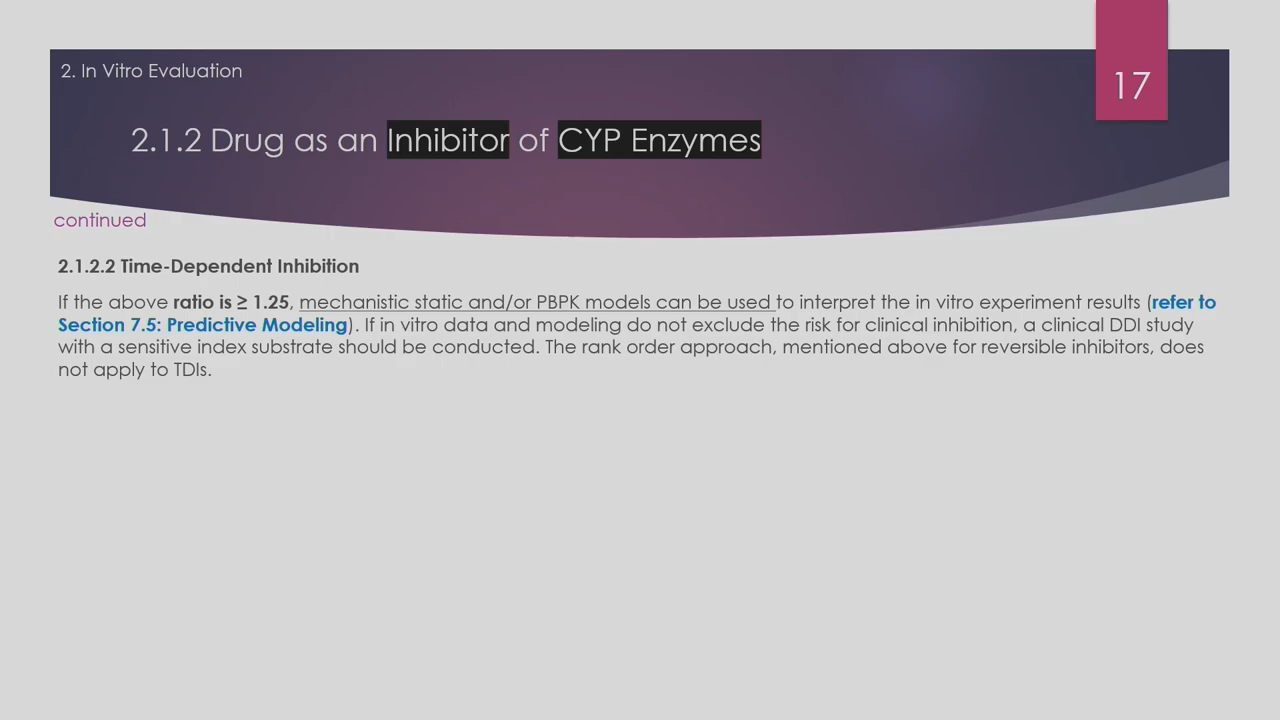 2. In Vitro Evaluation
17
2.1.2 Drug as an Inhibitor of CYP Enzymes
continued
2.1.2.2 Time-Dependent Inhibition
If the above ratio is ≥ 1.25, mechanistic static and/or PBPK models can be used to interpret the in vitro experiment results (refer to
Section 7.5: Predictive Modeling). If in vitro data and modeling do not exclude the risk for clinical inhibition, a clinical DDI study
with a sensitive index substrate should be conducted. The rank order approach, mentioned above for reversible inhibitors, does
not apply to TDIs.